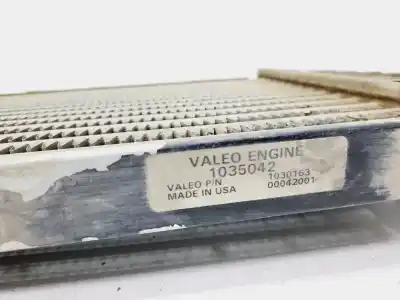 VALEO ENGINE
1035042
VALEO P/N 1030163
MADE IN USA 00042001